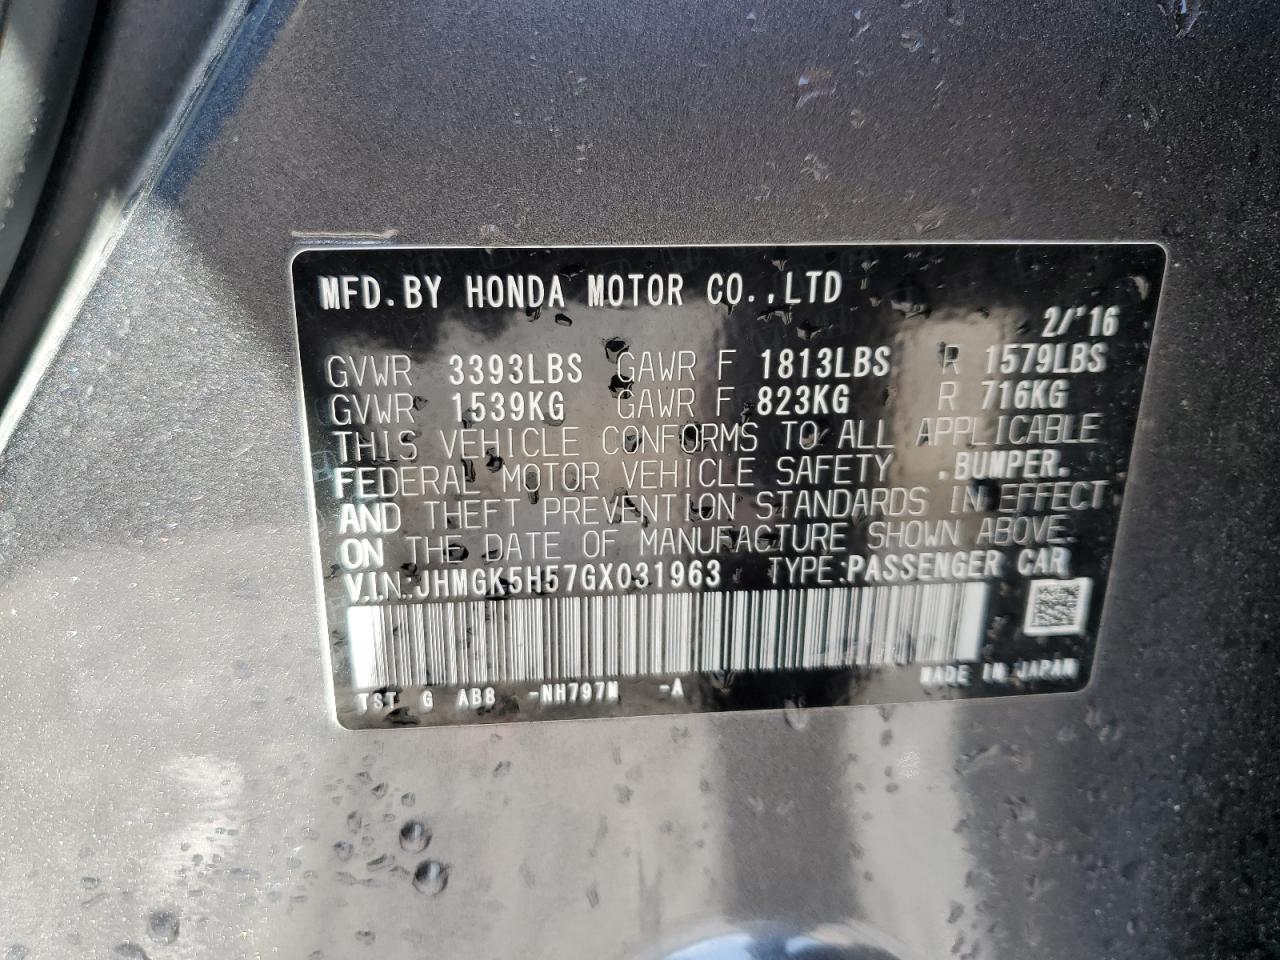 MFD. BY HONDA MOTOR CO., LTD
2/'16
GVWR 3393LBS GAWR F 1813LBS R 1579LBS
GVWR 1539KG GAWR F 823KG R 716KG
THIS VEHICLE CONFORMS TO ALL APPLICABLE
FEDERAL MOTOR VEHICLE SAFETY .BUMPER.
AND THEFT PREVENTION STANDARDS IN EFFECT
ON THE DATE OF MANUFACTURE SHOWN ABOVE.
V.I.N.:JHMGK5H57GX031963 TYPE:PASSENGER CAR
TST G AB8 -NH797M -A MADE IN JAPAN